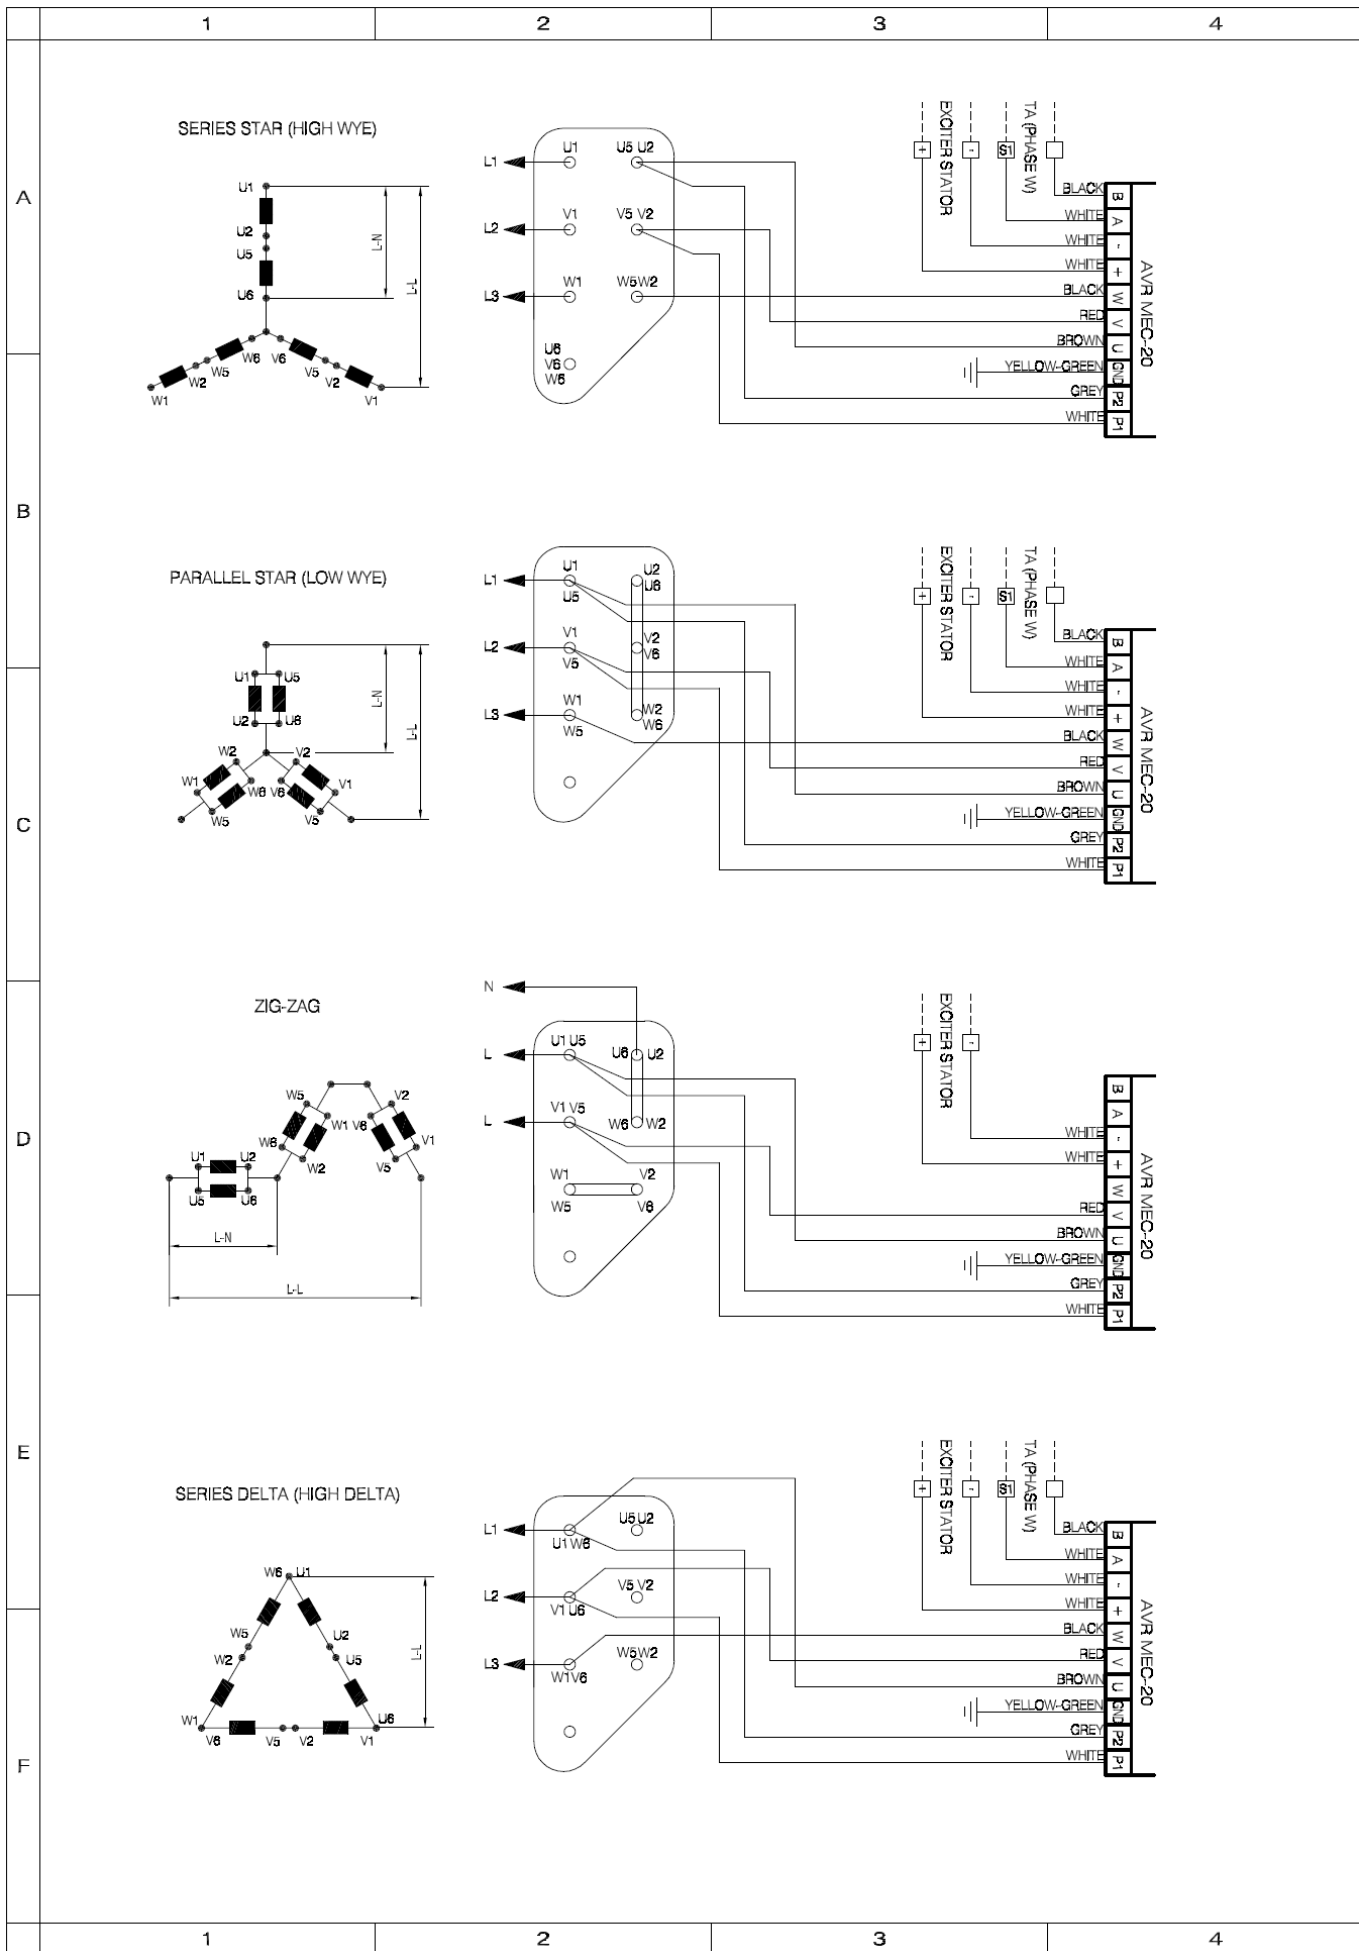 1 2 3 4
A
B
C
D
E
F
SERIES STAR (HIGH WYE)
U1
U2
U5
U6
W6 V6
W5 V5
W2 V2
W1 V1
L-N
L-L
L1
L2
L3
U1 U5 U2
V1 V5 V2
W1 W5 W2
U6
V6
W6
EXCITER STATOR
TA (PHASE W)
+ - S1
BLACK B
WHITE A
WHITE -
WHITE +
BLACK W
RED V
BROWN U
YELLOW-GREEN GND
GREY P2
WHITE P1
AVR MEC-20
PARALLEL STAR (LOW WYE)
U1 U5
U2 U6
W2 V2
W1 W6 V6 V1
W5 V5
L-N
L-L
L1
L2
L3
U1 U2
U5 U6
V1 V2
V5 V6
W1 W2
W5 W6
EXCITER STATOR
TA (PHASE W)
+ - S1
BLACK B
WHITE A
WHITE -
WHITE +
BLACK W
RED V
BROWN U
YELLOW-GREEN GND
GREY P2
WHITE P1
AVR MEC-20
ZIG-ZAG
W5 V2
W1 V6
W6 V1
W2 V5
U1 U2
U5 U6
L-N
L-L
N
L
L
U1 U5 U6 U2
V1 V5 W6 W2
W1 V2
W5 V6
EXCITER STATOR
+ -
B
A
WHITE -
WHITE +
W
RED V
BROWN U
YELLOW-GREEN GND
GREY P2
WHITE P1
AVR MEC-20
SERIES DELTA (HIGH DELTA)
W6 U1
W5 U2
W2 U5
W1 U6
V6 V5 V2 V1
L-L
L1
L2
L3
U5 U2
U1 W6
V5 V2
V1 U6
W5 W2
W1 V6
EXCITER STATOR
TA (PHASE W)
+ - S1
BLACK B
WHITE A
WHITE -
WHITE +
BLACK W
RED V
BROWN U
YELLOW-GREEN GND
GREY P2
WHITE P1
AVR MEC-20
1 2 3 4